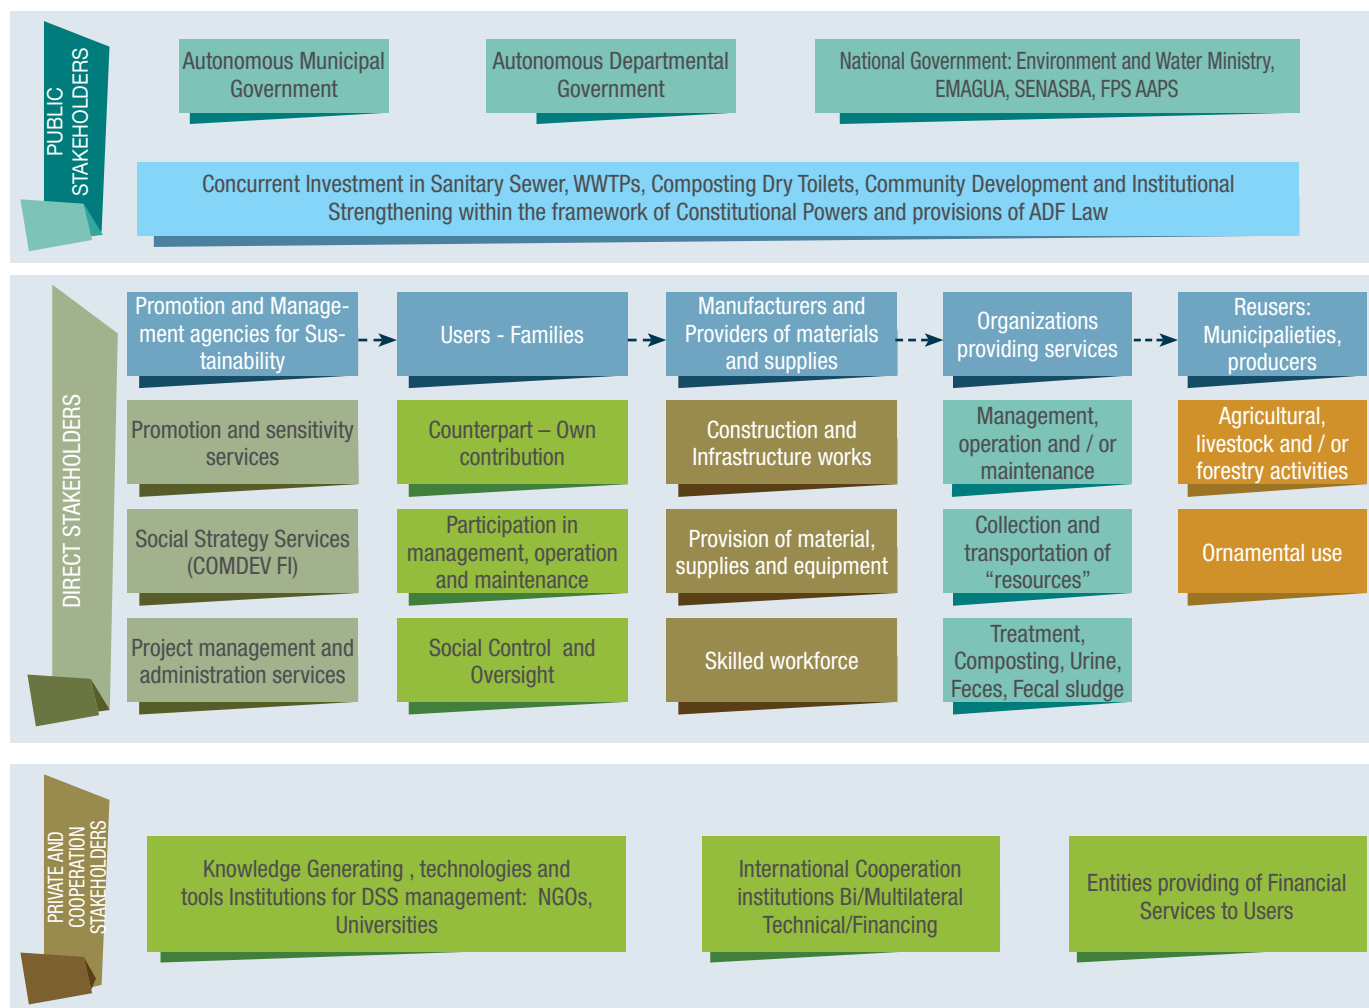 PUBLIC
STAKEHOLDERS
Autonomous Municipal
Government
Autonomous Departmental
Government
National Government: Environment and Water Ministry,
EMAGUA, SENASBA, FPS AAPS
Concurrent Investment in Sanitary Sewer, WWTPs, Composting Dry Toilets, Community Development and Institutional
Strengthening within the framework of Constitutional Powers and provisions of ADF Law
DIRECT STAKEHOLDERS
Promotion and Manage-
ment agencies for Sus-
tainability
Users - Families
Manufacturers and
Providers of materials
and supplies
Organizations
providing services
Reusers:
Municipalieties,
producers
Promotion and sensitivity
services
Counterpart – Own
contribution
Construction and
Infrastructure works
Management,
operation and / or
maintenance
Agricultural,
livestock and / or
forestry activities
Social Strategy Services
(COMDEV FI)
Participation in
management, operation
and maintenance
Provision of material,
supplies and equipment
Collection and
transportation of
“resources”
Ornamental use
Project management and
administration services
Social Control and
Oversight
Skilled workforce
Treatment,
Composting, Urine,
Feces, Fecal sludge
PRIVATE AND
COOPERATION
STAKEHOLDERS
Knowledge Generating , technologies and
tools Institutions for DSS management: NGOs,
Universities
International Cooperation
institutions Bi/Multilateral
Technical/Financing
Entities providing of Financial
Services to Users